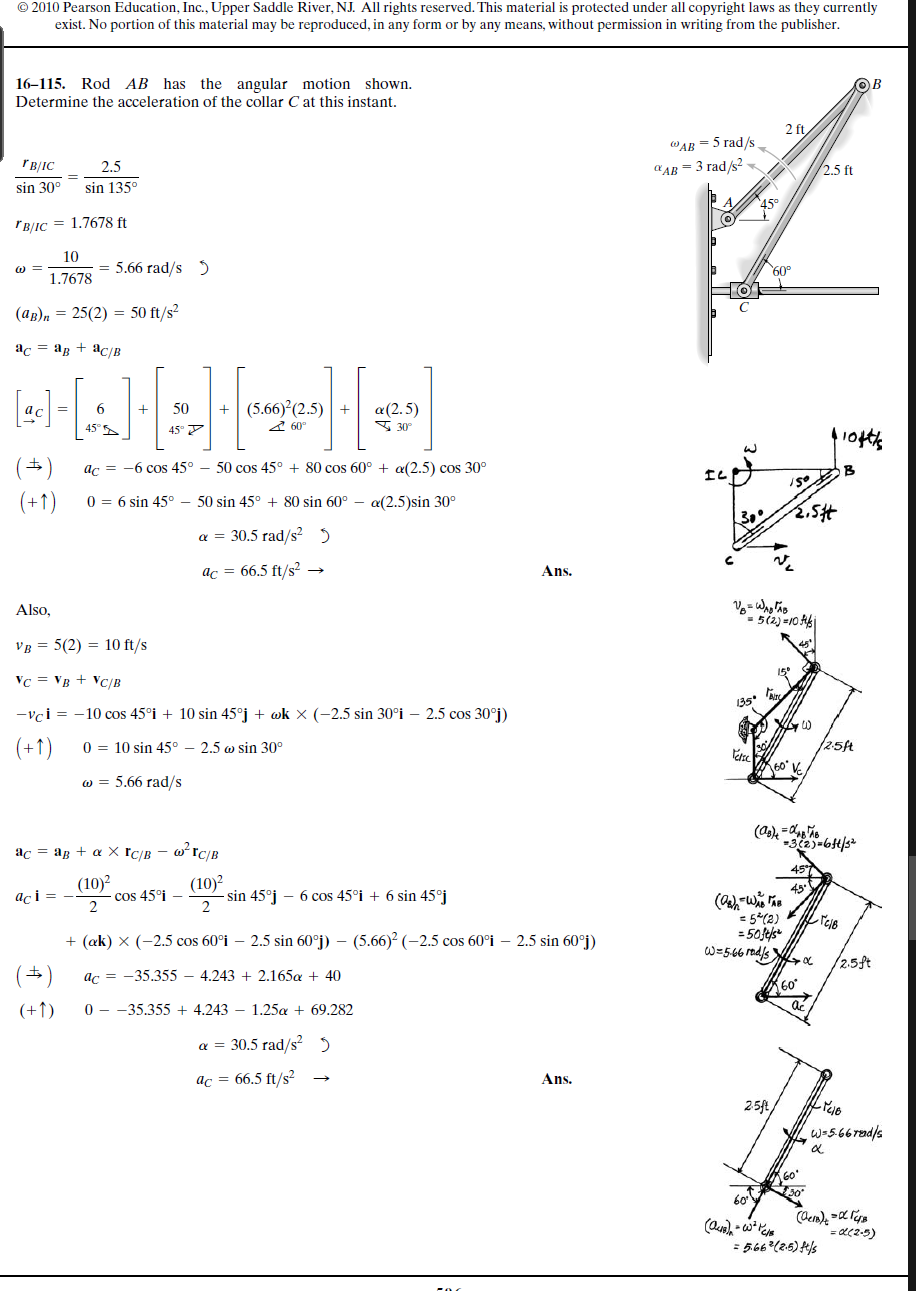 © 2010 Pearson Education, Inc., Upper Saddle River, NJ. All rights reserved. This material is protected under all copyright laws as they currently
exist. No portion of this material may be reproduced, in any form or by any means, without permission in writing from the publisher.
16–115. Rod AB has the angular motion shown.
Determine the acceleration of the collar C at this instant.
r_B/IC / sin 30° = 2.5 / sin 135°
r_B/IC = 1.7678 ft
ω = 10 / 1.7678 = 5.66 rad/s ↺
(a_B)_n = 25(2) = 50 ft/s²
a_C = a_B + a_C/B
[a_C →] = [6 45°] + [50 45°] + [(5.66)²(2.5) 60°] + [α(2.5) 30°]
(→+) a_C = −6 cos 45° − 50 cos 45° + 80 cos 60° + α(2.5) cos 30°
(+↑) 0 = 6 sin 45° − 50 sin 45° + 80 sin 60° − α(2.5)sin 30°
α = 30.5 rad/s² ↺
a_C = 66.5 ft/s² → Ans.
Also,
v_B = 5(2) = 10 ft/s
v_C = v_B + v_C/B
−v_C i = −10 cos 45°i + 10 sin 45°j + ωk × (−2.5 sin 30°i − 2.5 cos 30°j)
(+↑) 0 = 10 sin 45° − 2.5 ω sin 30°
ω = 5.66 rad/s
a_C = a_B + α × r_C/B − ω² r_C/B
a_C i = −(10)²/2 cos 45°i − (10)²/2 sin 45°j − 6 cos 45°i + 6 sin 45°j
+ (αk) × (−2.5 cos 60°i − 2.5 sin 60°j) − (5.66)² (−2.5 cos 60°i − 2.5 sin 60°j)
(→+) a_C = −35.355 − 4.243 + 2.165α + 40
(+↑) 0 − −35.355 + 4.243 − 1.25α + 69.282
α = 30.5 rad/s² ↺
a_C = 66.5 ft/s² → Ans.
B
2 ft
ω_AB = 5 rad/s
α_AB = 3 rad/s²
2.5 ft
A
45°
60°
C
10 ft/s
ω
IC
B
15°
30°
2.5ft
C
v_C
v_B = ω_AB r_AB
= 5(2) = 10 ft/s
45°
15°
135°
r_B/IC
ω
30°
r_C/IC
2.5ft
60° V_C
(a_B)_t = α_AB r_AB
= 3(2) = 6 ft/s²
45°
45°
(a_B)_n = ω²_AB r_AB
= 5²(2)
= 50 ft/s²
r_C/B
ω = 5.66 rad/s
α
2.5ft
60°
a_C
2.5ft
r_C/B
ω = 5.66 rad/s
α
60°
60°
30°
(a_C/B)_t = α r_C/B
= α(2.5)
(a_C/B)_n = ω² r_C/B
= 5.66²(2.5) ft/s